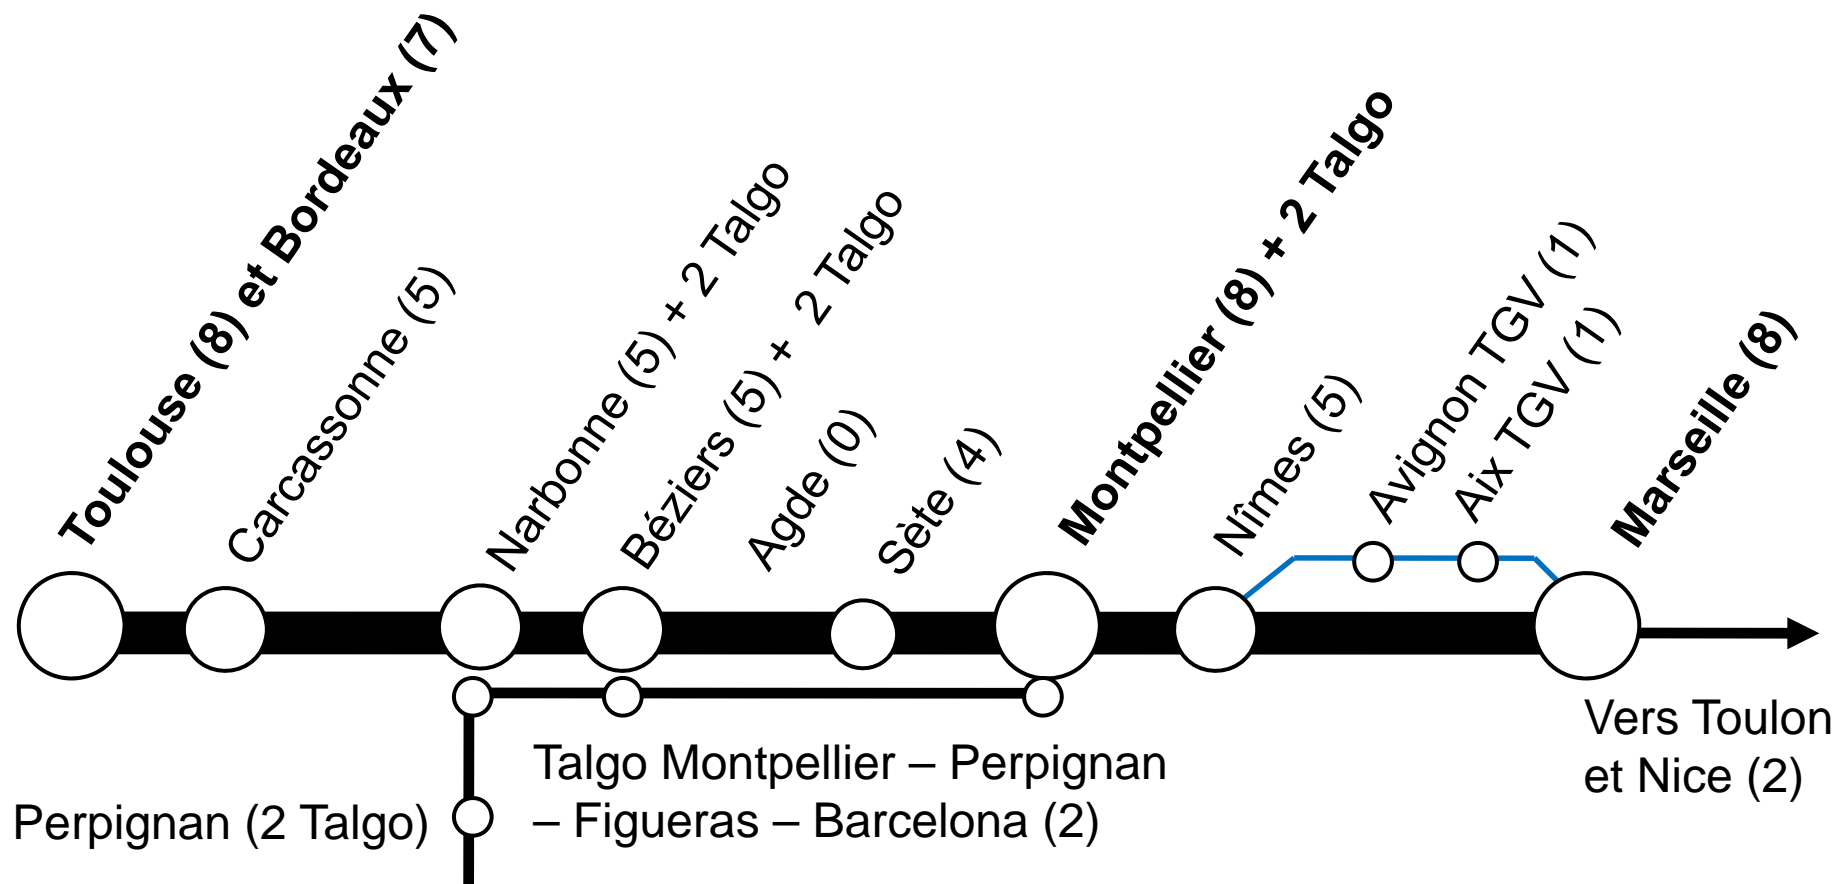 Toulouse (8) et Bordeaux (7)
Carcassonne (5)
Narbonne (5) + 2 Talgo
Béziers (5) + 2 Talgo
Agde (0)
Sète (4)
Montpellier (8) + 2 Talgo
Nîmes (5)
Avignon TGV (1)
Aix TGV (1)
Marseille (8)
Vers Toulon
et Nice (2)
Talgo Montpellier – Perpignan
– Figueras – Barcelona (2)
Perpignan (2 Talgo)